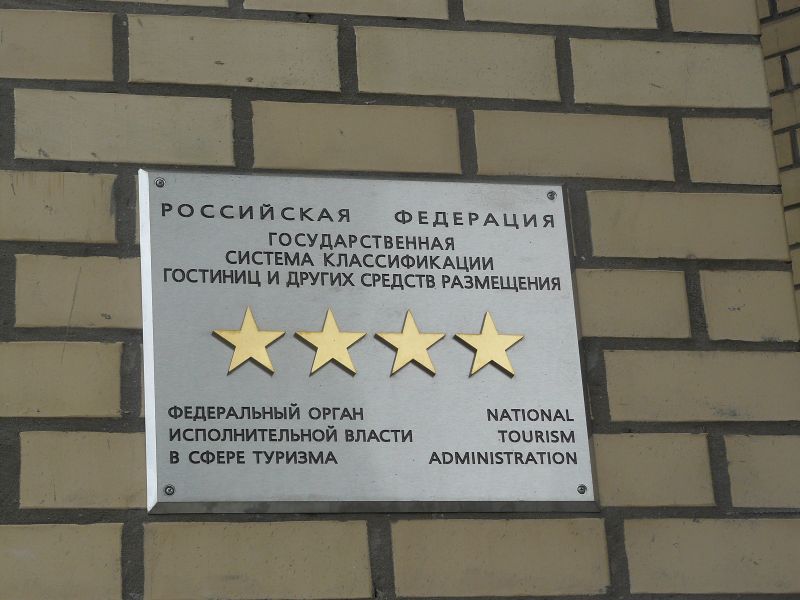 РОССИЙСКАЯ ФЕДЕРАЦИЯ
ГОСУДАРСТВЕННАЯ
СИСТЕМА КЛАССИФИКАЦИИ
ГОСТИНИЦ И ДРУГИХ СРЕДСТВ РАЗМЕЩЕНИЯ
ФЕДЕРАЛЬНЫЙ ОРГАН
ИСПОЛНИТЕЛЬНОЙ ВЛАСТИ
В СФЕРЕ ТУРИЗМА
NATIONAL
TOURISM
ADMINISTRATION